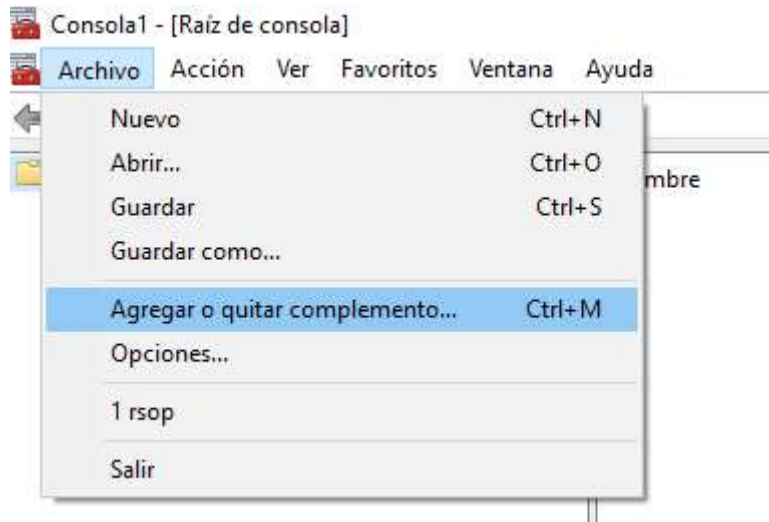 Consola1 - [Raíz de consola]
Archivo Acción Ver Favoritos Ventana Ayuda
Nuevo Ctrl+N
Abrir... Ctrl+O
mbre
Guardar Ctrl+S
Guardar como...
Agregar o quitar complemento... Ctrl+M
Opciones...
1 rsop
Salir